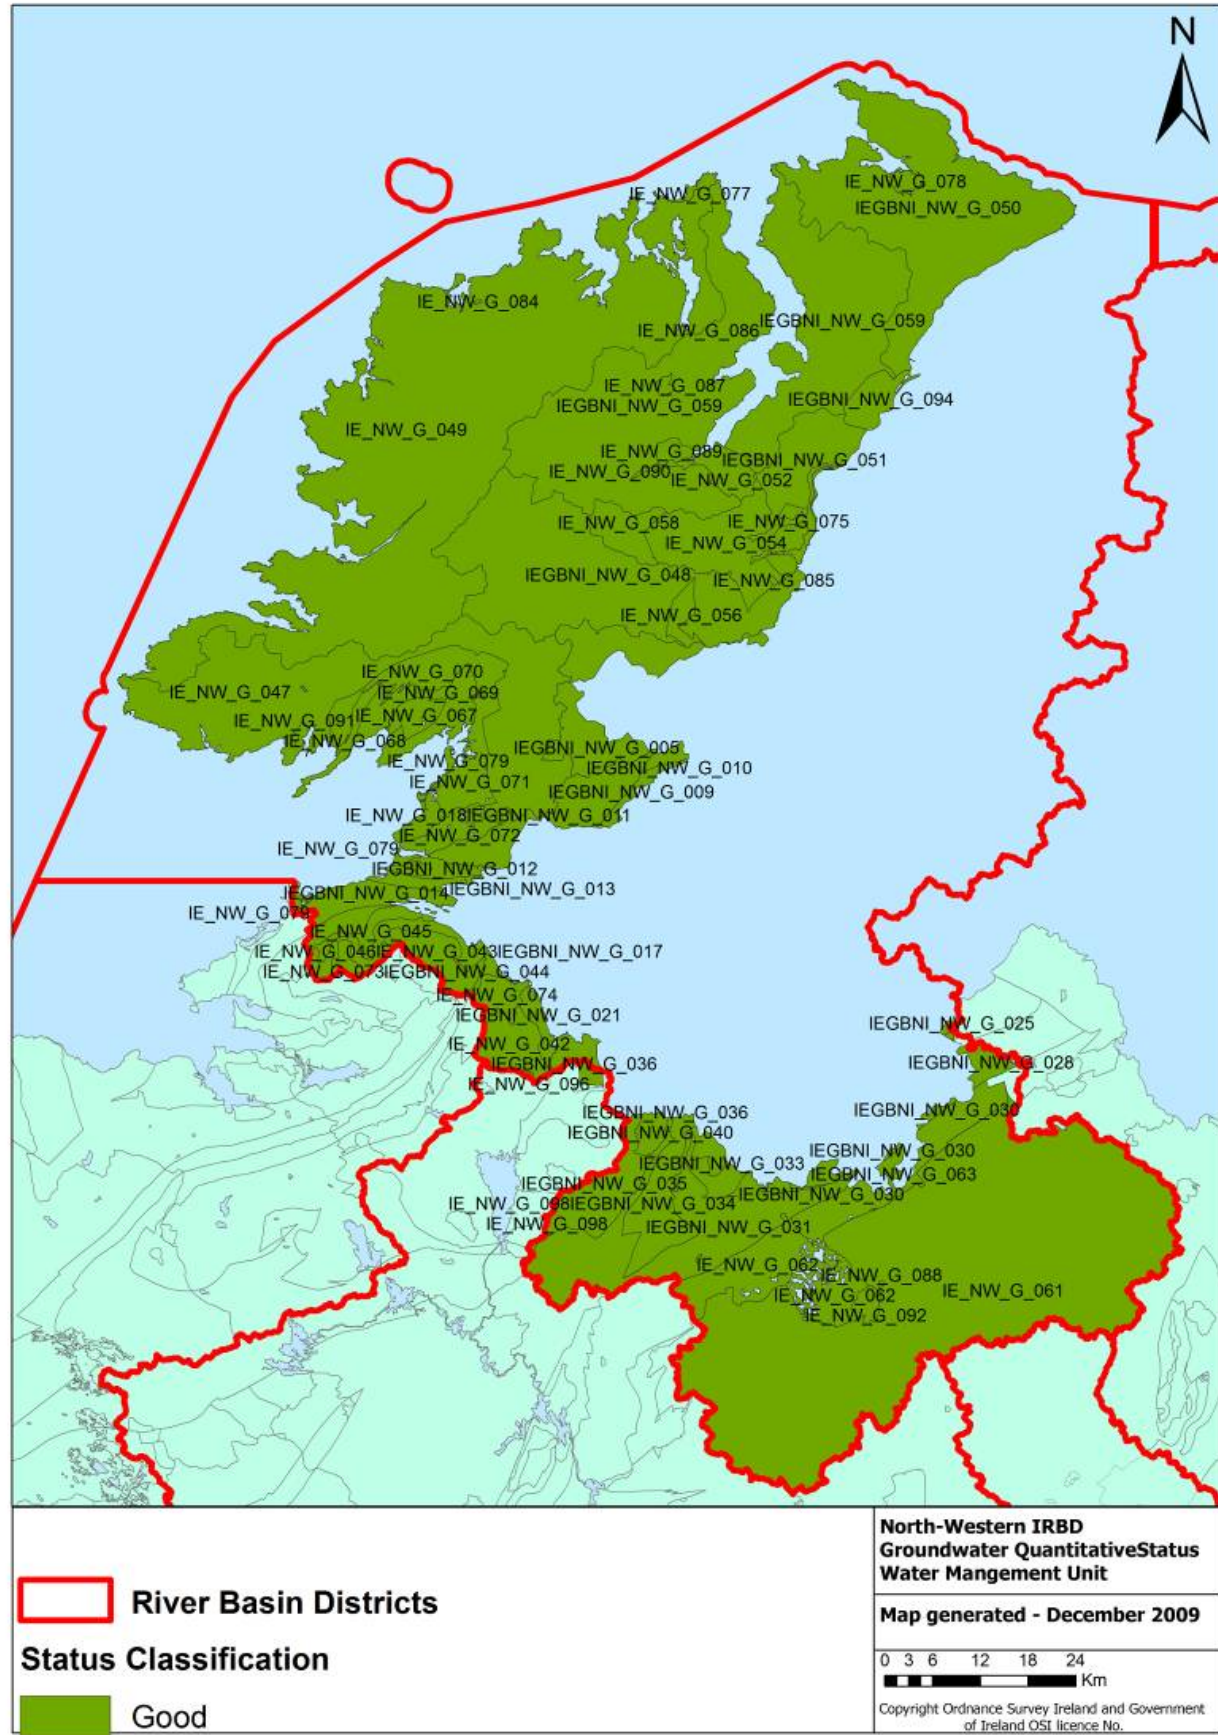 N
IE_NW_G_078
IE_NW_G_077
IEGBNI_NW_G_050
IE_NW_G_084
IEGBNI_NW_G_059
IE_NW_G_086
IE_NW_G_087
IEGBNI_NW_G_094
IEGBNI_NW_G_059
IE_NW_G_049
IE_NW_G_089
IEGBNI_NW_G_051
IE_NW_G_090
IE_NW_G_052
IE_NW_G_058
IE_NW_G_075
IE_NW_G_054
IEGBNI_NW_G_048
IE_NW_G_085
IE_NW_G_056
IE_NW_G_070
IE_NW_G_047
IE_NW_G_069
IE_NW_G_067
IE_NW_G_091
IE_NW_G_068
IEGBNI_NW_G_005
IE_NW_G_079
IEGBNI_NW_G_010
IE_NW_G_071
IEGBNI_NW_G_009
IE_NW_G_018
IEGBNI_NW_G_011
IE_NW_G_072
IE_NW_G_079
IEGBNI_NW_G_012
IEGBNI_NW_G_014
IEGBNI_NW_G_013
IE_NW_G_079
IE_NW_G_045
IE_NW_G_046
IE_NW_G_043
IEGBNI_NW_G_017
IE_NW_G_073
IEGBNI_NW_G_044
IE_NW_G_074
IEGBNI_NW_G_021
IEGBNI_NW_G_025
IE_NW_G_042
IEGBNI_NW_G_036
IEGBNI_NW_G_028
IE_NW_G_096
IEGBNI_NW_G_036
IEGBNI_NW_G_030
IEGBNI_NW_G_040
IEGBNI_NW_G_030
IEGBNI_NW_G_033
IEGBNI_NW_G_063
IEGBNI_NW_G_035
IEGBNI_NW_G_030
IE_NW_G_098
IEGBNI_NW_G_034
IE_NW_G_098
IEGBNI_NW_G_031
IE_NW_G_062
IE_NW_G_088
IE_NW_G_061
IE_NW_G_062
IE_NW_G_092
River Basin Districts
Status Classification
Good
North-Western IRBD
Groundwater QuantitativeStatus
Water Mangement Unit
Map generated - December 2009
0 3 6 12 18 24
Km
Copyright Ordnance Survey Ireland and Government
of Ireland OSI licence No.